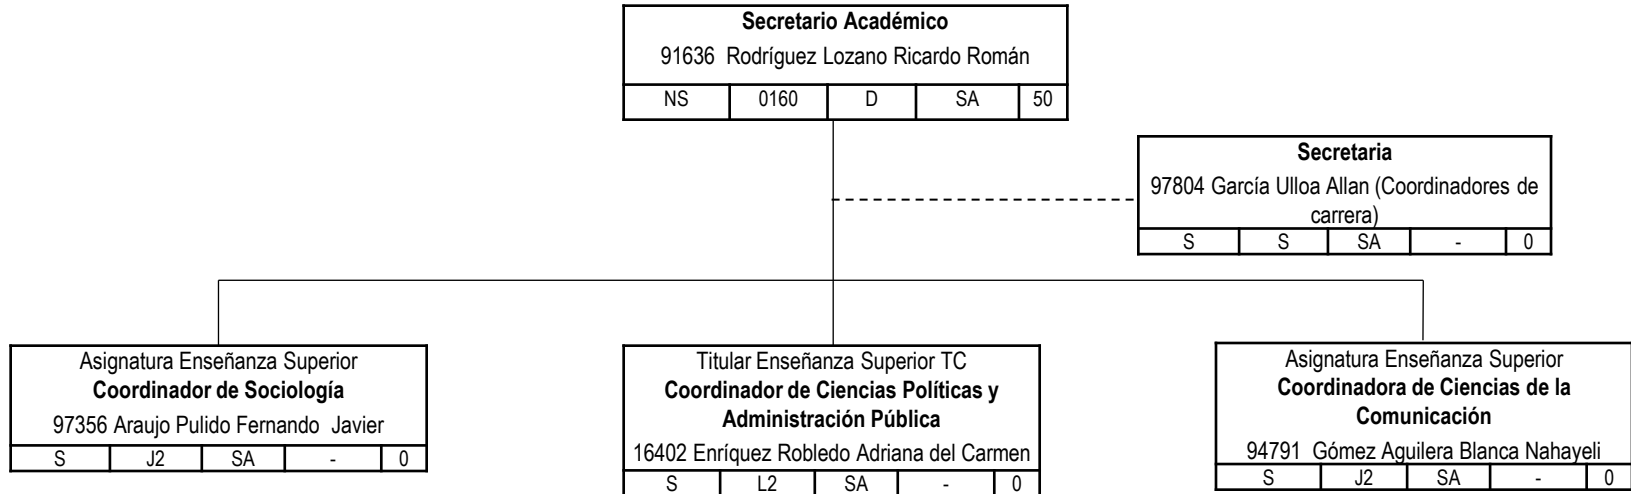 Secretario Académico
91636 Rodríguez Lozano Ricardo Román
NS 0160 D SA 50
Secretaria
97804 García Ulloa Allan (Coordinadores de
carrera)
S S SA - 0
Asignatura Enseñanza Superior
Coordinador de Sociología
97356 Araujo Pulido Fernando Javier
S J2 SA - 0
Titular Enseñanza Superior TC
Coordinador de Ciencias Políticas y
Administración Pública
16402 Enríquez Robledo Adriana del Carmen
S L2 SA - 0
Asignatura Enseñanza Superior
Coordinadora de Ciencias de la
Comunicación
94791 Gómez Aguilera Blanca Nahayeli
S J2 SA - 0